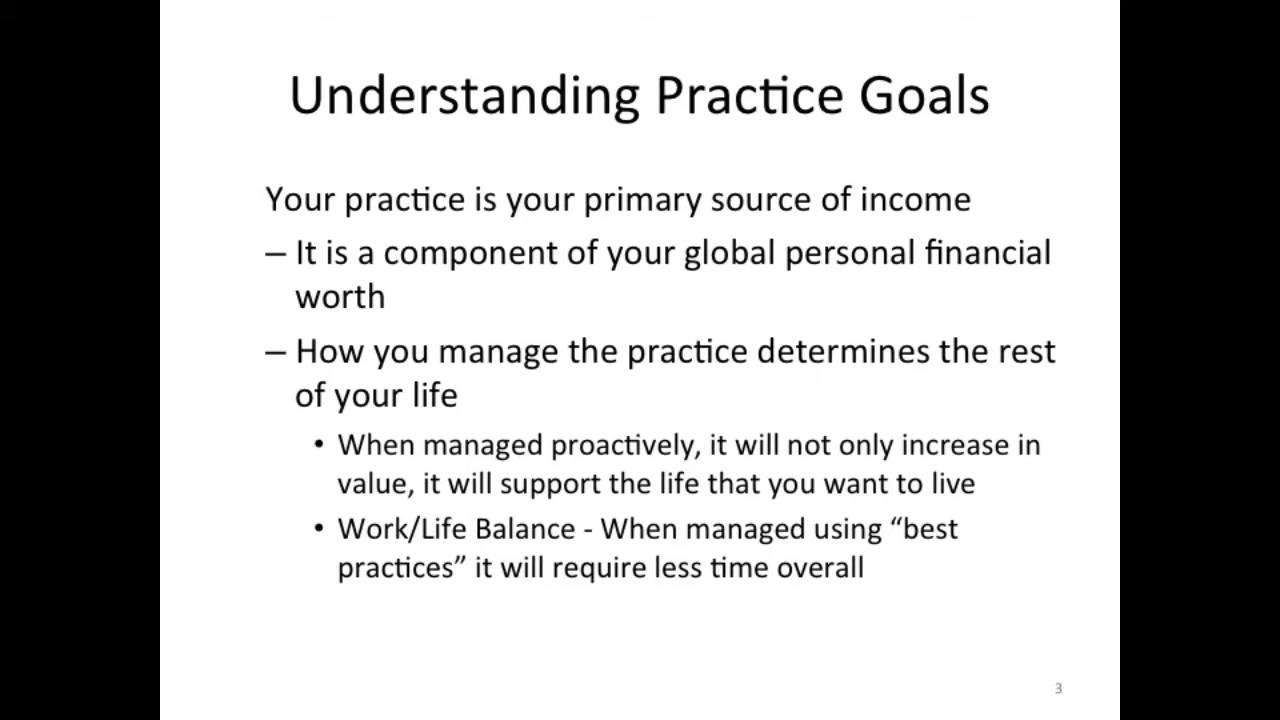 Understanding Practice Goals
Your practice is your primary source of income
– It is a component of your global personal financial
worth
– How you manage the practice determines the rest
of your life
• When managed proactively, it will not only increase in
value, it will support the life that you want to live
• Work/Life Balance - When managed using “best
practices” it will require less time overall
3